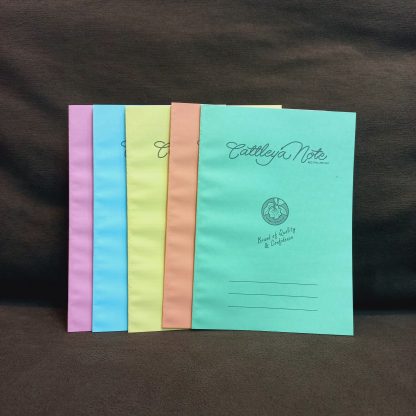 Cattleya Note
Brand of Quality
& Confidence